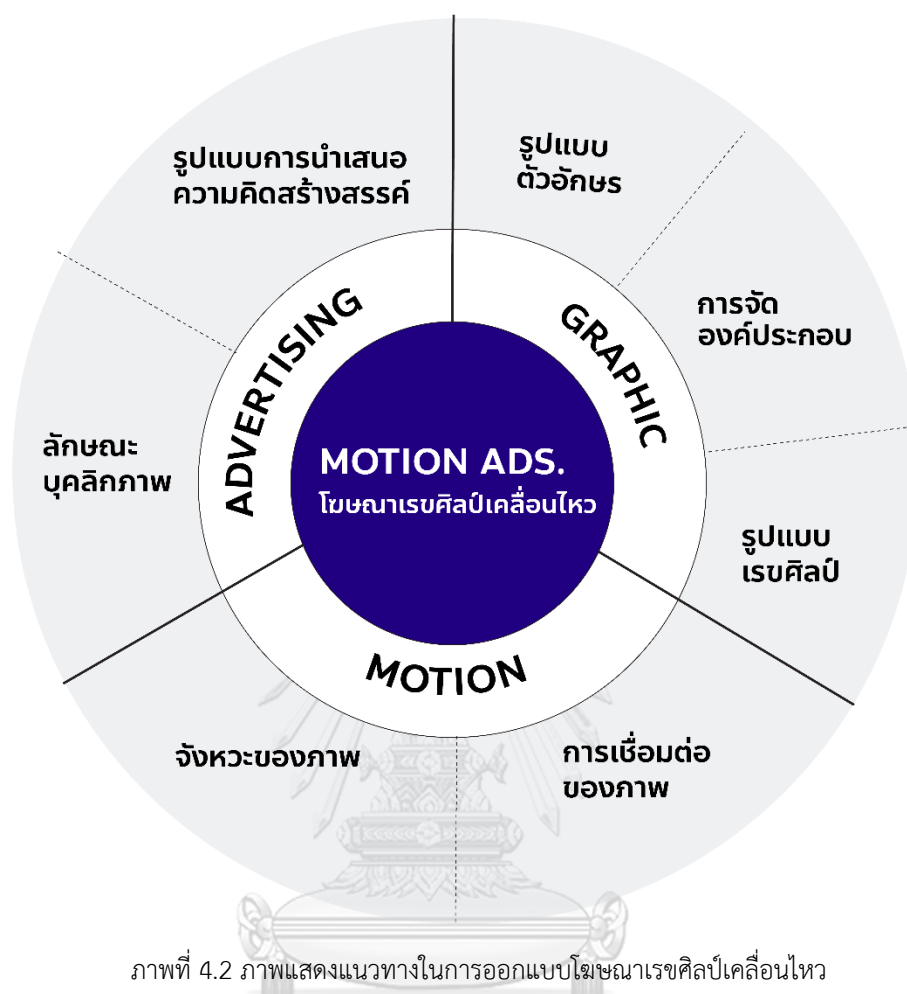 รูปแบบการนำเสนอ
ความคิดสร้างสรรค์
รูปแบบ
ตัวอักษร
การจัด
องค์ประกอบ
รูปแบบ
เรขศิลป์
การเชื่อมต่อ
ของภาพ
จังหวะของภาพ
ลักษณะ
บุคลิกภาพ
ADVERTISING
GRAPHIC
MOTION
MOTION ADS.
โฆษณาเรขศิลป์เคลื่อนไหว
ภาพที่ 4.2 ภาพแสดงแนวทางในการออกแบบโฆษณาเรขศิลป์เคลื่อนไหว